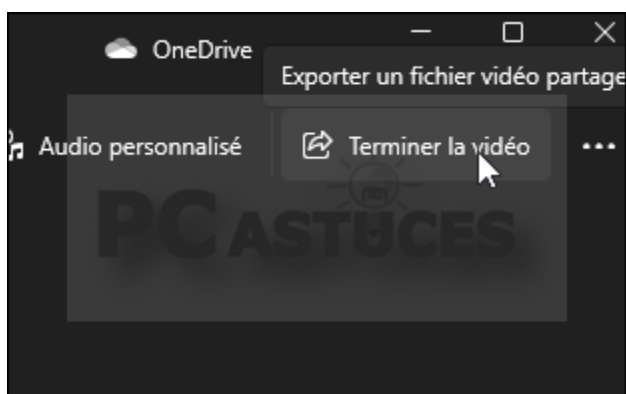 OneDrive
Exporter un fichier vidéo partage
Audio personnalisé
Terminer la vidéo
PC ASTUCES